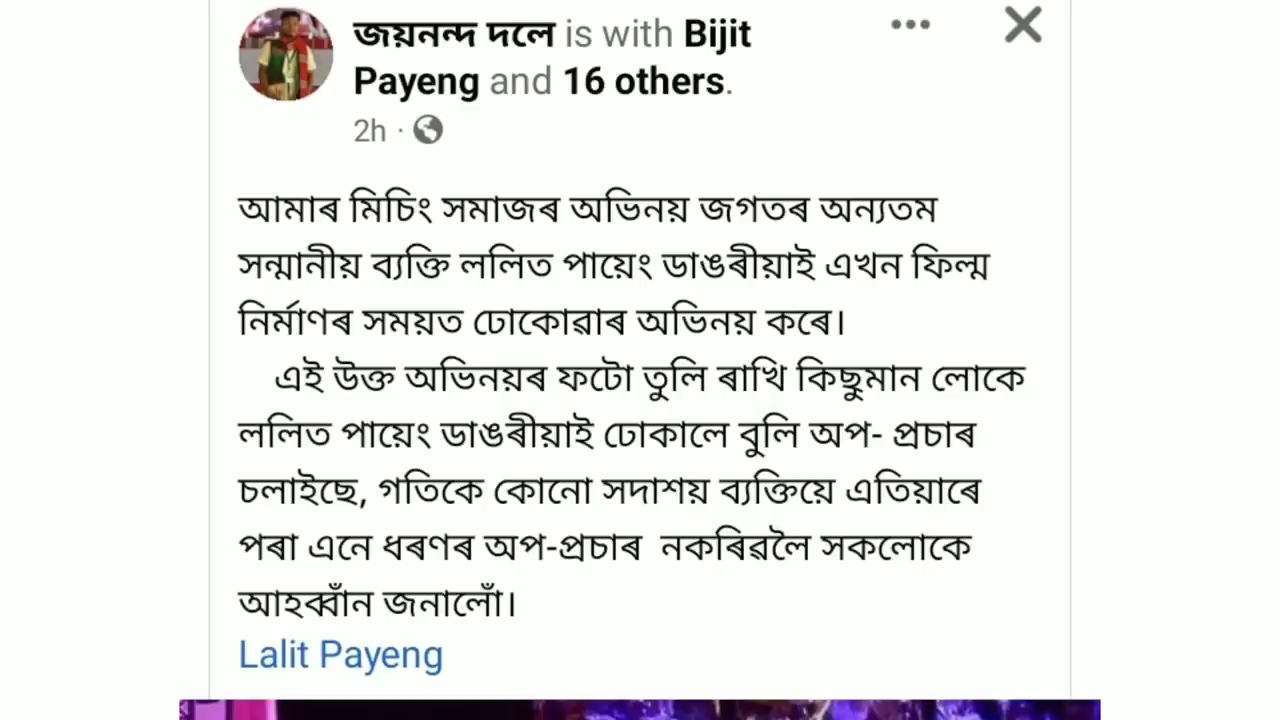 জয়নন্দ দলে is with Bijit
Payeng and 16 others.
2h ·
আমাৰ মিচিং সমাজৰ অভিনয় জগতৰ অন্যতম
সন্মানীয় ব্যক্তি ললিত পায়েং ডাঙৰীয়াই এখন ফিল্ম
নিৰ্মাণৰ সময়ত ঢোকোৱাৰ অভিনয় কৰে।
এই উক্ত অভিনয়ৰ ফটো তুলি ৰাখি কিছুমান লোকে
ললিত পায়েং ডাঙৰীয়াই ঢোকালে বুলি অপ- প্ৰচাৰ
চলাইছে, গতিকে কোনো সদাশয় ব্যক্তিয়ে এতিয়াৰে
পৰা এনে ধৰণৰ অপ-প্ৰচাৰ নকৰিৱলৈ সকলোকে
আহব্বাঁন জনালোঁ।
Lalit Payeng